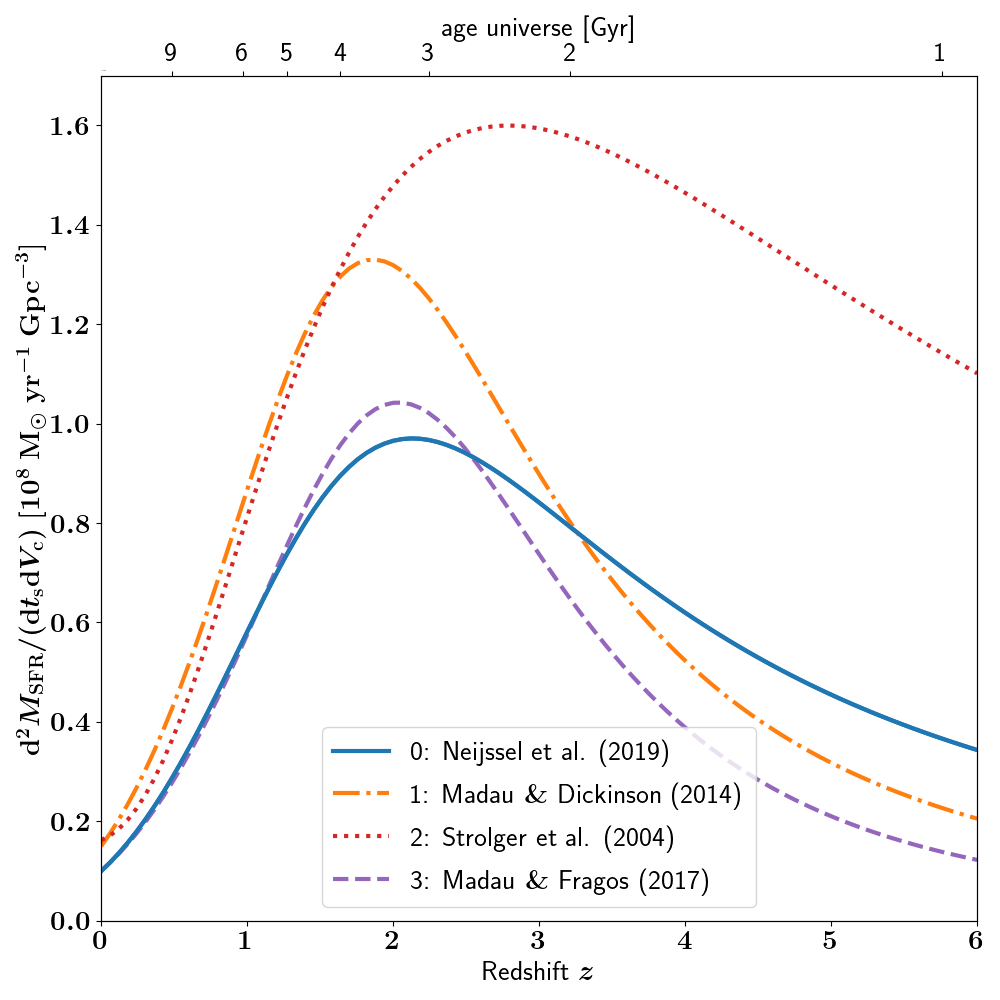 age universe [Gyr]
9 6 5 4 3 2 1
d²M_SFR/(dt_s dV_c) [10⁸ M_⊙ yr⁻¹ Gpc⁻³]
1.6
1.4
1.2
1.0
0.8
0.6
0.4
0.2
0.0
0: Neijssel et al. (2019)
1: Madau & Dickinson (2014)
2: Strolger et al. (2004)
3: Madau & Fragos (2017)
0 1 2 3 4 5 6
Redshift z